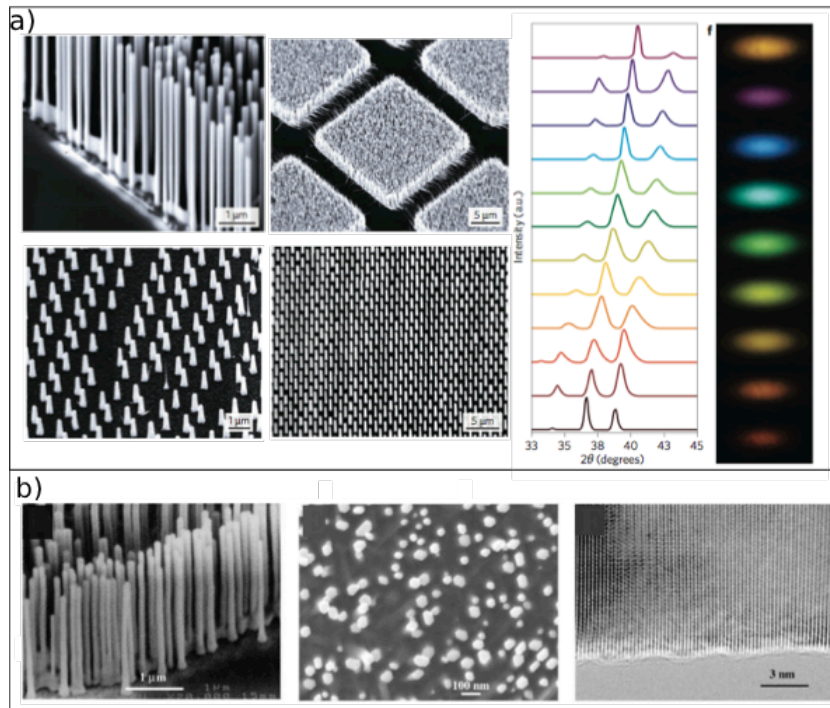 a)
1 μm
5 μm
1 μm
5 μm
Intensity (a.u.)
33 35 38 40 43 45
2θ (degrees)
f
b)
1 μm
1μm
100 nm
3 nm